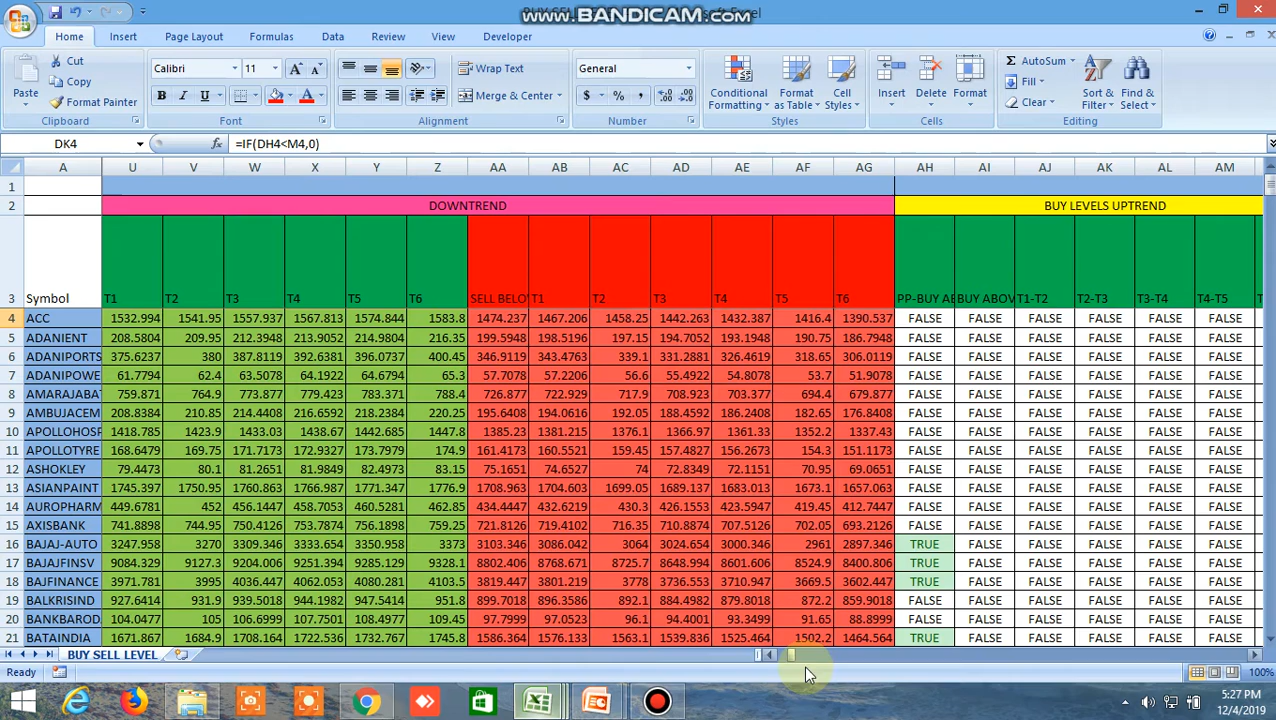 www.BANDICAM.com
Home Insert Page Layout Formulas Data Review View Developer
Paste
Cut
Copy
Format Painter
Clipboard
Calibri 11
B I U
Font
Wrap Text
Merge & Center
Alignment
General
$ % ,
Number
Conditional Formatting
Format as Table
Cell Styles
Styles
Insert Delete Format
Cells
Σ AutoSum
Fill
Clear
Sort & Filter
Find & Select
Editing
DK4 fx =IF(DH4<M4,0)
A U V W X Y Z AA AB AC AD AE AF AG AH AI AJ AK AL AM
1
2 DOWNTREND BUY LEVELS UPTREND
3 Symbol T1 T2 T3 T4 T5 T6 SELL BELO T1 T2 T3 T4 T5 T6 PP-BUY AB BUY ABOV T1-T2 T2-T3 T3-T4 T4-T5
4 ACC 1532.994 1541.95 1557.937 1567.813 1574.844 1583.8 1474.237 1467.206 1458.25 1442.263 1432.387 1416.4 1390.537 FALSE FALSE FALSE FALSE FALSE FALSE
5 ADANIENT 208.5804 209.95 212.3948 213.9052 214.9804 216.35 199.5948 198.5196 197.15 194.7052 193.1948 190.75 186.7948 FALSE FALSE FALSE FALSE FALSE FALSE
6 ADANIPORTS 375.6237 380 387.8119 392.6381 396.0737 400.45 346.9119 343.4763 339.1 331.2881 326.4619 318.65 306.0119 FALSE FALSE FALSE FALSE FALSE FALSE
7 ADANIPOWE 61.7794 62.4 63.5078 64.1922 64.6794 65.3 57.7078 57.2206 56.6 55.4922 54.8078 53.7 51.9078 FALSE FALSE FALSE FALSE FALSE FALSE
8 AMARAJABA 759.871 764.9 773.877 779.423 783.371 788.4 726.877 722.929 717.9 708.923 703.377 694.4 679.877 FALSE FALSE FALSE FALSE FALSE FALSE
9 AMBUJACEM 208.8384 210.85 214.4408 216.6592 218.2384 220.25 195.6408 194.0616 192.05 188.4592 186.2408 182.65 176.8408 FALSE FALSE FALSE FALSE FALSE FALSE
10 APOLLOHOSP 1418.785 1423.9 1433.03 1438.67 1442.685 1447.8 1385.23 1381.215 1376.1 1366.97 1361.33 1352.2 1337.43 FALSE FALSE FALSE FALSE FALSE FALSE
11 APOLLOTYRE 168.6479 169.75 171.7173 172.9327 173.7979 174.9 161.4173 160.5521 159.45 157.4827 156.2673 154.3 151.1173 FALSE FALSE FALSE FALSE FALSE FALSE
12 ASHOKLEY 79.4473 80.1 81.2651 81.9849 82.4973 83.15 75.1651 74.6527 74 72.8349 72.1151 70.95 69.0651 FALSE FALSE FALSE FALSE FALSE FALSE
13 ASIANPAINT 1745.397 1750.95 1760.863 1766.987 1771.347 1776.9 1708.963 1704.603 1699.05 1689.137 1683.013 1673.1 1657.063 FALSE FALSE FALSE FALSE FALSE FALSE
14 AUROPHARM 449.6781 452 456.1447 458.7053 460.5281 462.85 434.4447 432.6219 430.3 426.1553 423.5947 419.45 412.7447 FALSE FALSE FALSE FALSE FALSE FALSE
15 AXISBANK 741.8898 744.95 750.4126 753.7874 756.1898 759.25 721.8126 719.4102 716.35 710.8874 707.5126 702.05 693.2126 FALSE FALSE FALSE FALSE FALSE FALSE
16 BAJAJ-AUTO 3247.958 3270 3309.346 3333.654 3350.958 3373 3103.346 3086.042 3064 3024.654 3000.346 2961 2897.346 TRUE FALSE FALSE FALSE FALSE FALSE
17 BAJAJFINSV 9084.329 9127.3 9204.006 9251.394 9285.129 9328.1 8802.406 8768.671 8725.7 8648.994 8601.606 8524.9 8400.806 TRUE FALSE FALSE FALSE FALSE FALSE
18 BAJFINANCE 3971.781 3995 4036.447 4062.053 4080.281 4103.5 3819.447 3801.219 3778 3736.553 3710.947 3669.5 3602.447 TRUE FALSE FALSE FALSE FALSE FALSE
19 BALKRISIND 927.6414 931.9 939.5018 944.1982 947.5414 951.8 899.7018 896.3586 892.1 884.4982 879.8018 872.2 859.9018 FALSE FALSE FALSE FALSE FALSE FALSE
20 BANKBAROD. 104.0477 105 106.6999 107.7501 108.4977 109.45 97.7999 97.0523 96.1 94.4001 93.3499 91.65 88.8999 FALSE FALSE FALSE FALSE FALSE FALSE
21 BATAINDIA 1671.867 1684.9 1708.164 1722.536 1732.767 1745.8 1586.364 1576.133 1563.1 1539.836 1525.464 1502.2 1464.564 TRUE FALSE FALSE FALSE FALSE FALSE
BUY SELL LEVEL
Ready 100%
5:27 PM
12/4/2019